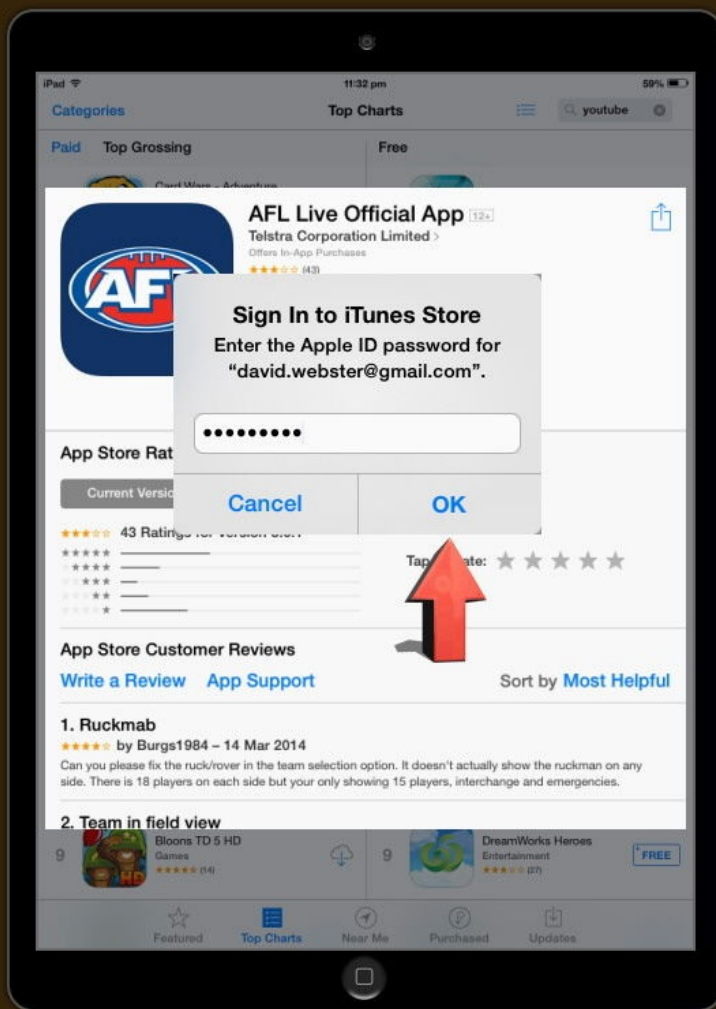 iPad 11:32 pm 59%
Categories Top Charts youtube
Paid Top Grossing Free
Card Wars - Adventure
AFL
AFL Live Official App 12+
Telstra Corporation Limited >
Offers In-App Purchases
(43)
Sign In to iTunes Store
Enter the Apple ID password for
“david.webster@gmail.com”.
•••••••••
Cancel OK
App Store Rat
Current Versio
43 Ratings for
Tap ate:
App Store Customer Reviews
Write a Review App Support Sort by Most Helpful
1. Ruckmab
by Burgs1984 – 14 Mar 2014
Can you please fix the ruck/rover in the team selection option. It doesn't actually show the ruckman on any
side. There is 18 players on each side but your only showing 15 players, interchange and emergencies.
2. Team in field view
9 Bloons TD 5 HD 9 DreamWorks Heroes
Games Entertainment + FREE
(14) (27)
HD
Featured Top Charts Near Me Purchased Updates